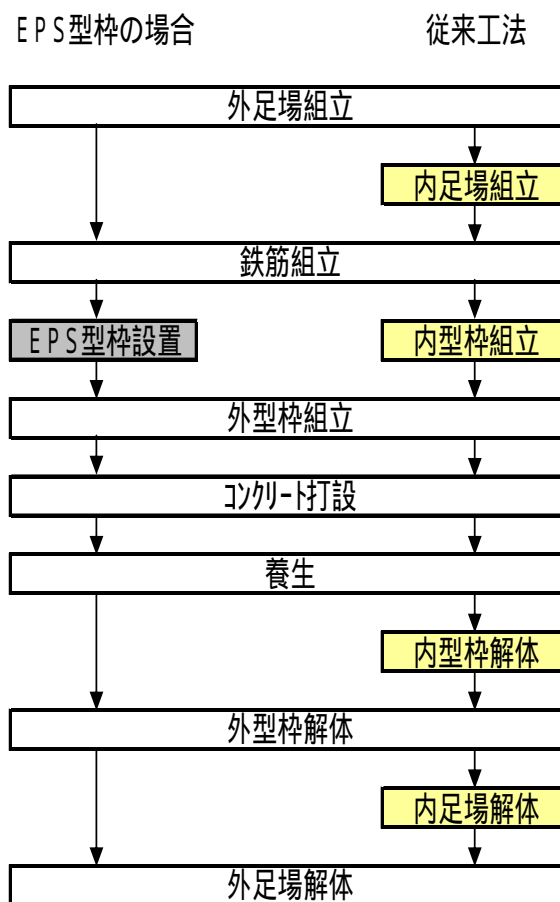 EPS型枠の場合 従来工法
外足場組立
内足場組立
鉄筋組立
EPS型枠設置 内型枠組立
外型枠組立
ｺﾝｸﾘｰﾄ打設
養生
内型枠解体
外型枠解体
内足場解体
外足場解体